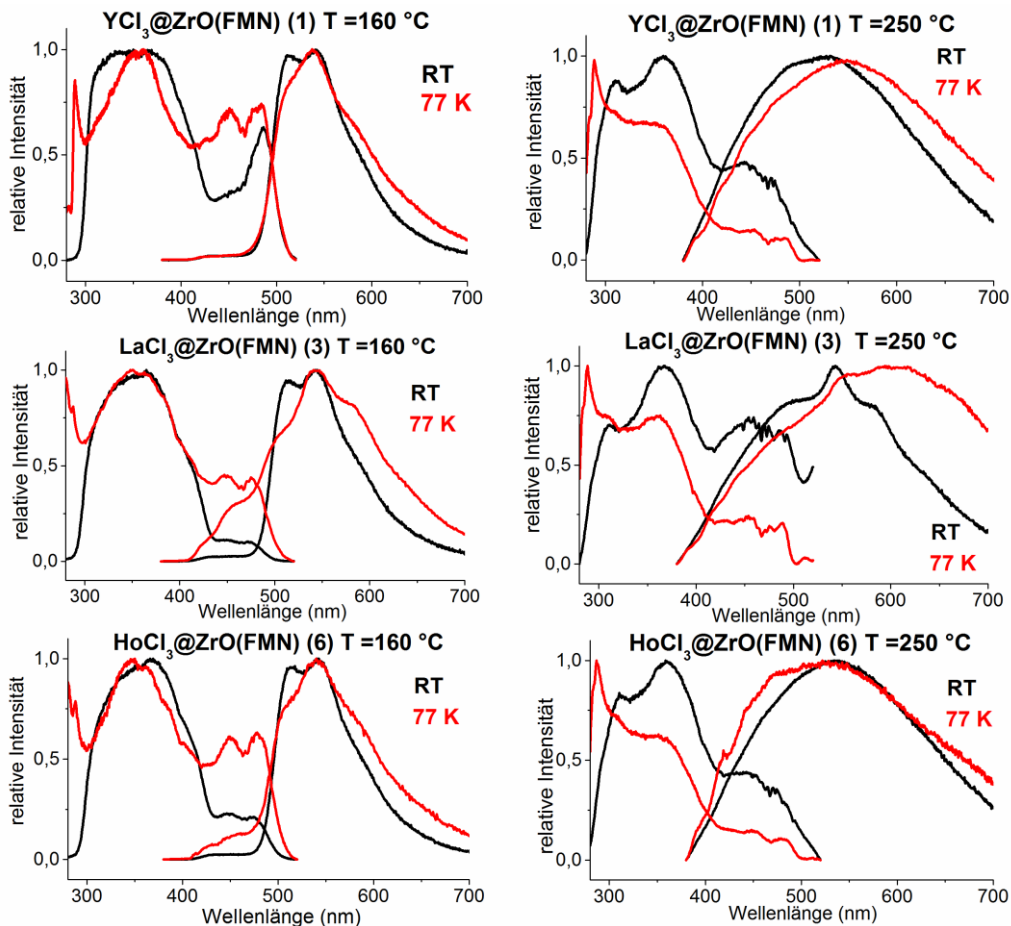 YCl3@ZrO(FMN) (1) T =160 °C
relative Intensität
1,0
0,5
0,0
RT
77 K
300 400 500 600 700
Wellenlänge (nm)
YCl3@ZrO(FMN) (1) T =250 °C
relative Intensität
1,0
0,5
0,0
RT
77 K
300 400 500 600 700
Wellenlänge (nm)
LaCl3@ZrO(FMN) (3) T =160 °C
relative Intensität
1,0
0,5
0,0
RT
77 K
300 400 500 600 700
Wellenlänge (nm)
LaCl3@ZrO(FMN) (3) T =250 °C
relative Intensität
1,0
0,5
0,0
RT
77 K
300 400 500 600 700
Wellenlänge (nm)
HoCl3@ZrO(FMN) (6) T =160 °C
relative Intensität
1,0
0,5
0,0
RT
77 K
300 400 500 600 700
Wellenlänge (nm)
HoCl3@ZrO(FMN) (6) T =250 °C
relative Intensität
1,0
0,5
0,0
RT
77 K
300 400 500 600 700
Wellenlänge (nm)